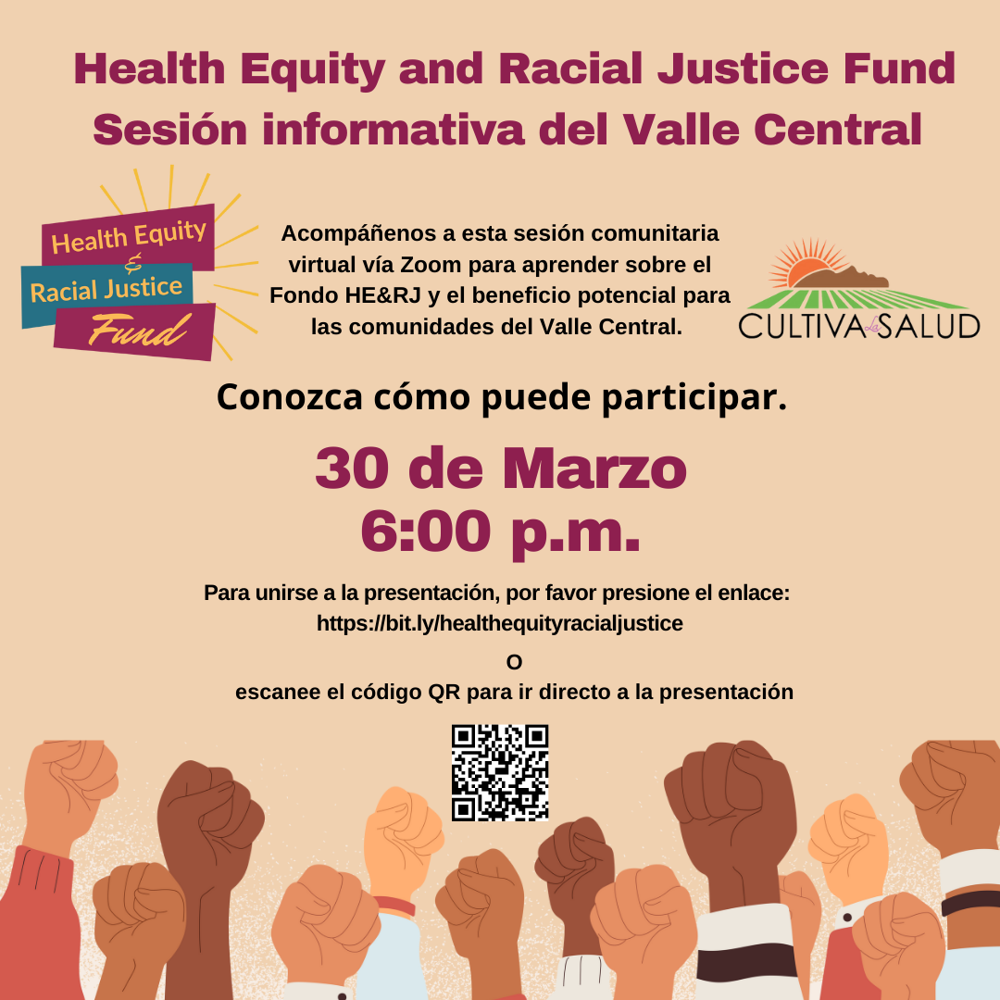 Health Equity and Racial Justice Fund
Sesión informativa del Valle Central
Health Equity
&
Racial Justice
Fund
Acompáñenos a esta sesión comunitaria
virtual vía Zoom para aprender sobre el
Fondo HE&RJ y el beneficio potencial para
las comunidades del Valle Central.
CULTIVA La SALUD
Conozca cómo puede participar.
30 de Marzo
6:00 p.m.
Para unirse a la presentación, por favor presione el enlace:
https://bit.ly/healthequityracialjustice
O
escanee el código QR para ir directo a la presentación